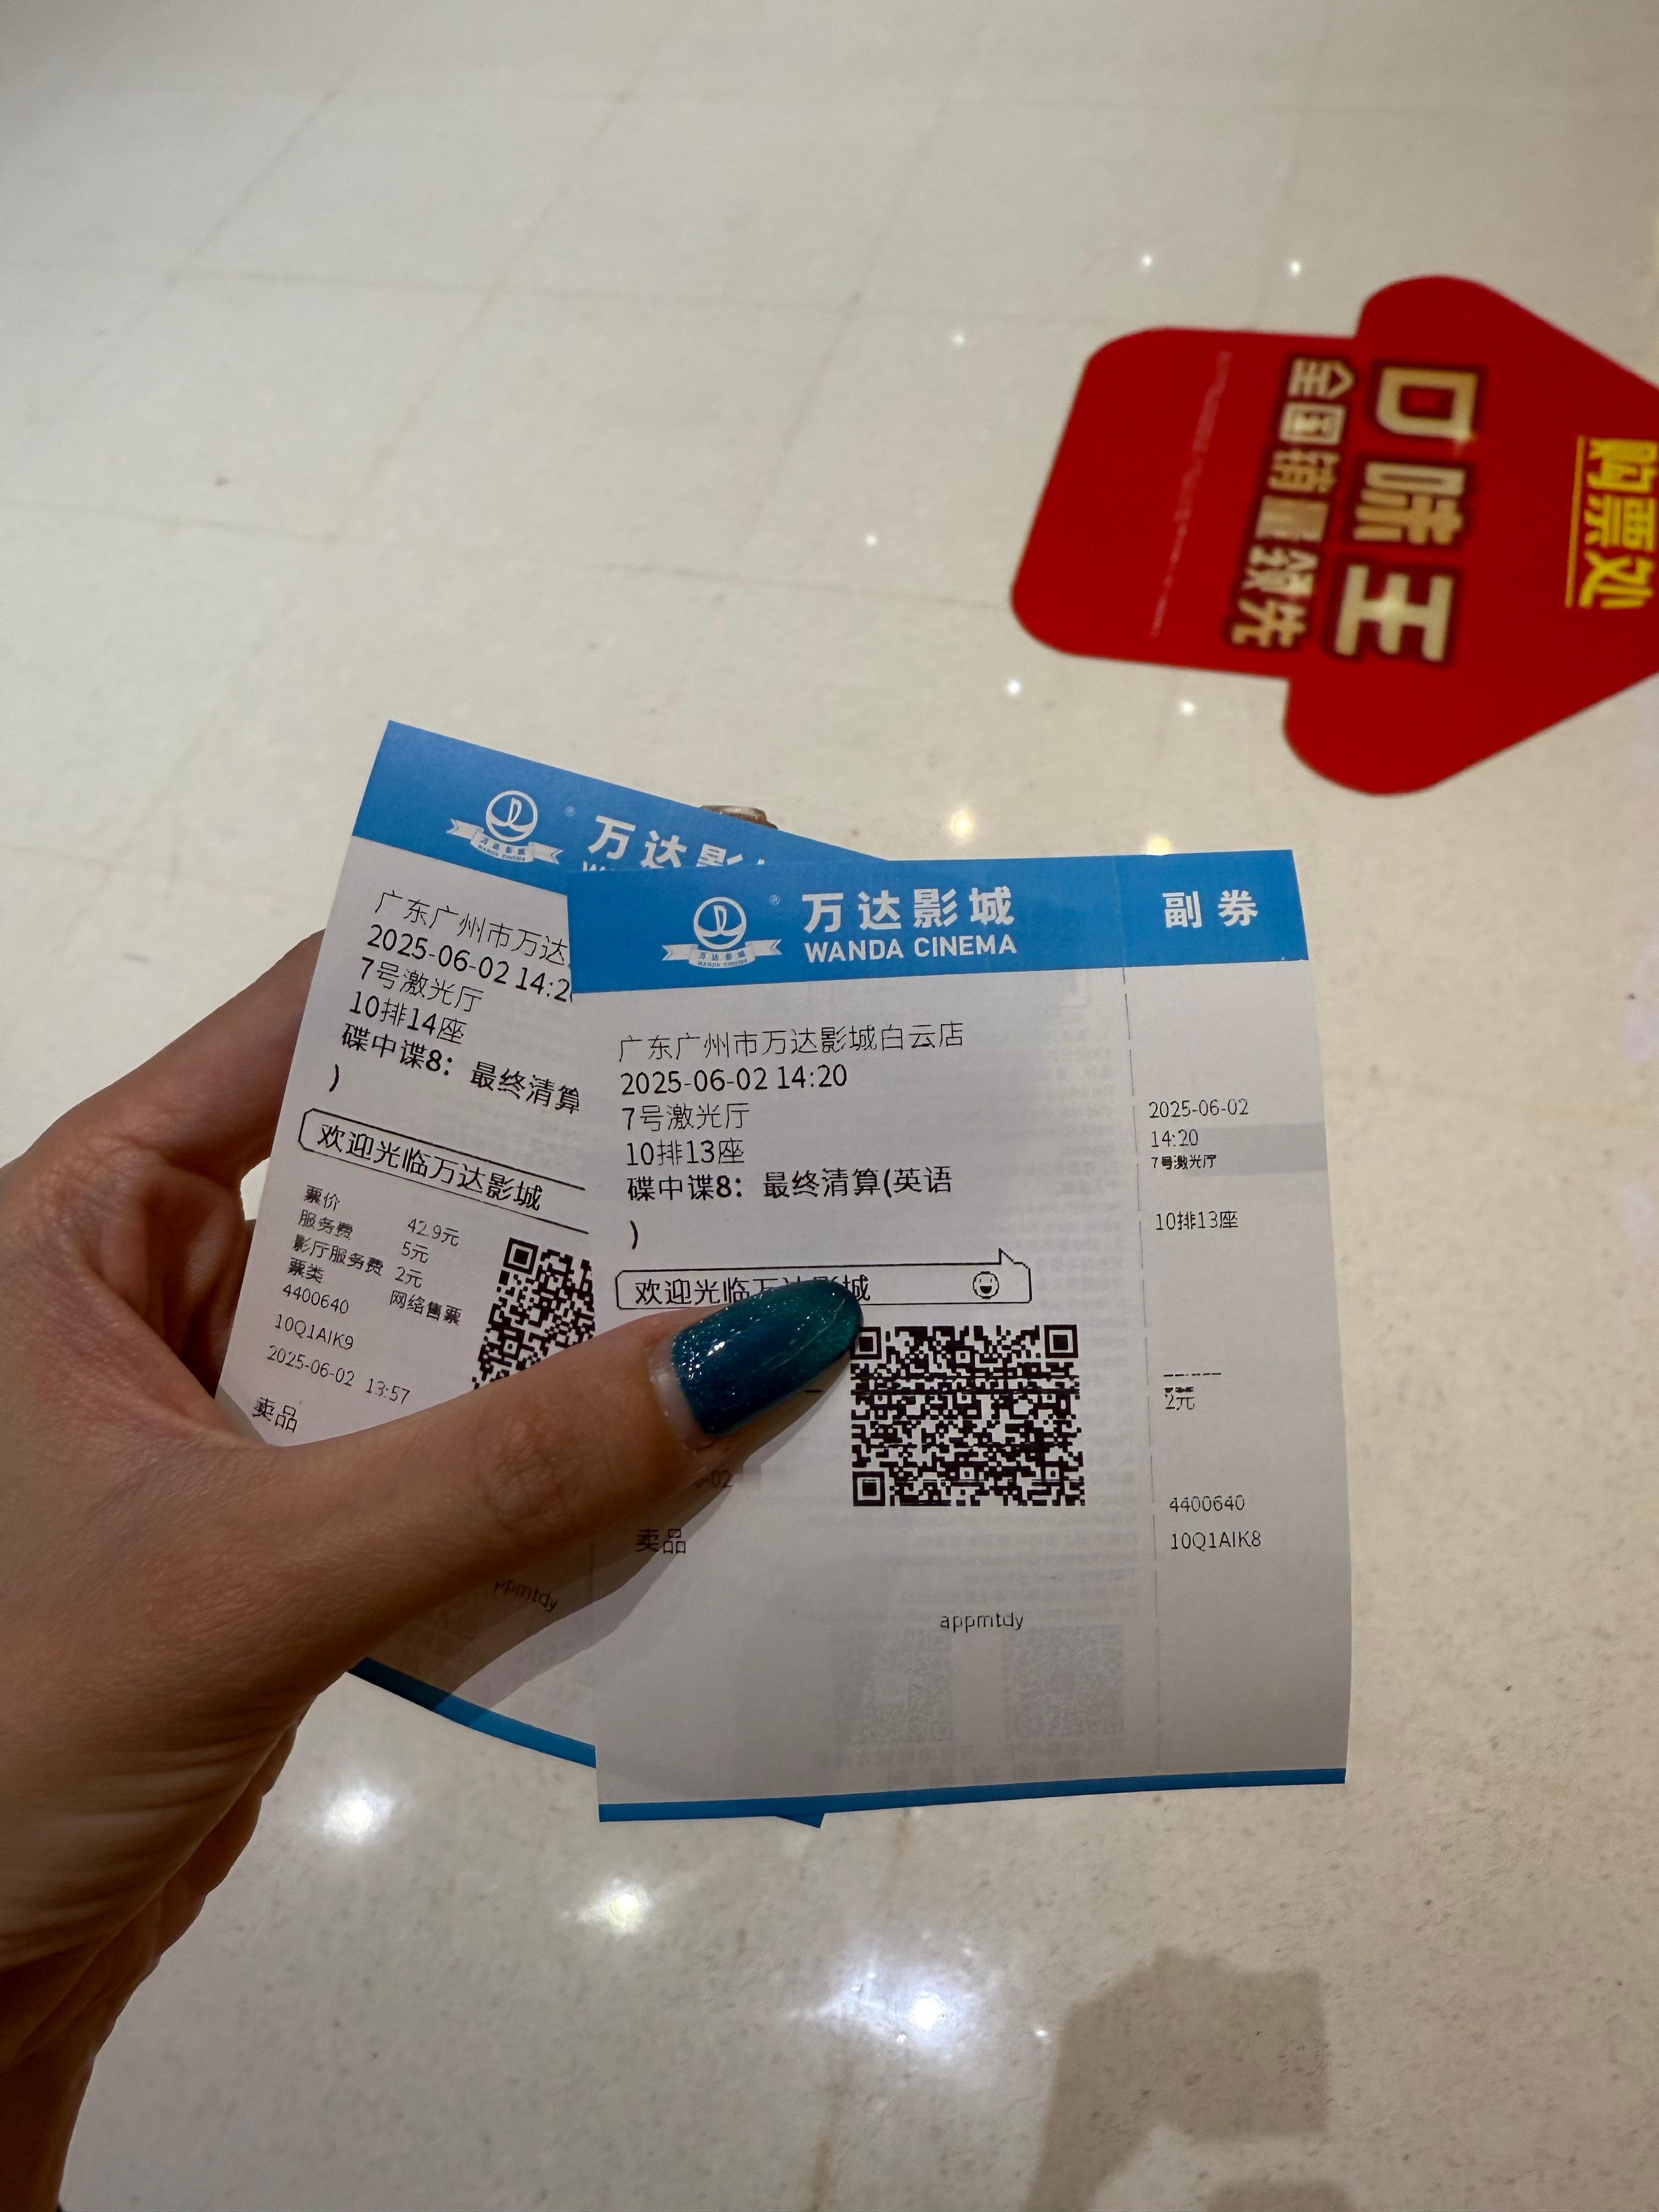 口味王
全国销量领先
购票处
万达影
广东广州市万达
2025-06-02 14:2
7号激光厅
10排14座
碟中谍8：最终清算
)
欢迎光临万达影城
票价 42.9元
服务费 5元
影厅服务费 2元
票类 网络售票
4400640
10Q1AIK9
2025-06-02 13:57
卖品
ppmtdy
万达影城
WANDA CINEMA
广东广州市万达影城白云店
2025-06-02 14:20
7号激光厅
10排13座
碟中谍8：最终清算(英语
)
欢迎光临万达影城
-02
卖品
appmtdy
副券
2025-06-02
14:20
7号激光厅
10排13座
2元
4400640
10Q1AIK8